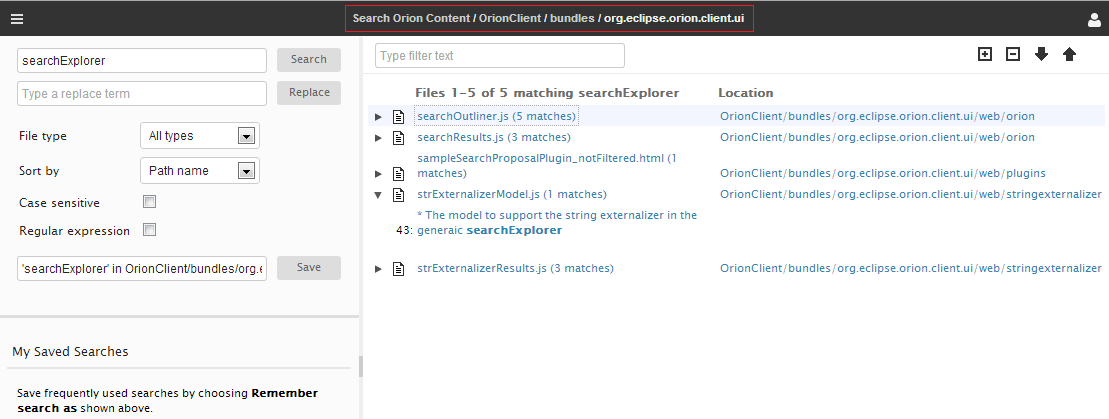 Search Orion Content / OrionClient / bundles / org.eclipse.orion.client.ui
searchExplorer
Search
Type a replace term
Replace
File type
All types
Sort by
Path name
Case sensitive
Regular expression
'searchExplorer' in OrionClient/bundles/org.e
Save
My Saved Searches
Save frequently used searches by choosing Remember
search as shown above.
Type filter text
Files 1-5 of 5 matching searchExplorer
Location
searchOutliner.js (5 matches)
OrionClient/bundles/org.eclipse.orion.client.ui/web/orion
searchResults.js (3 matches)
OrionClient/bundles/org.eclipse.orion.client.ui/web/orion
sampleSearchProposalPlugin_notFiltered.html (1
matches)
OrionClient/bundles/org.eclipse.orion.client.ui/web/plugins
strExternalizerModel.js (1 matches)
OrionClient/bundles/org.eclipse.orion.client.ui/web/stringexternalizer
* The model to support the string externalizer in the
43: generaic searchExplorer
strExternalizerResults.js (3 matches)
OrionClient/bundles/org.eclipse.orion.client.ui/web/stringexternalizer